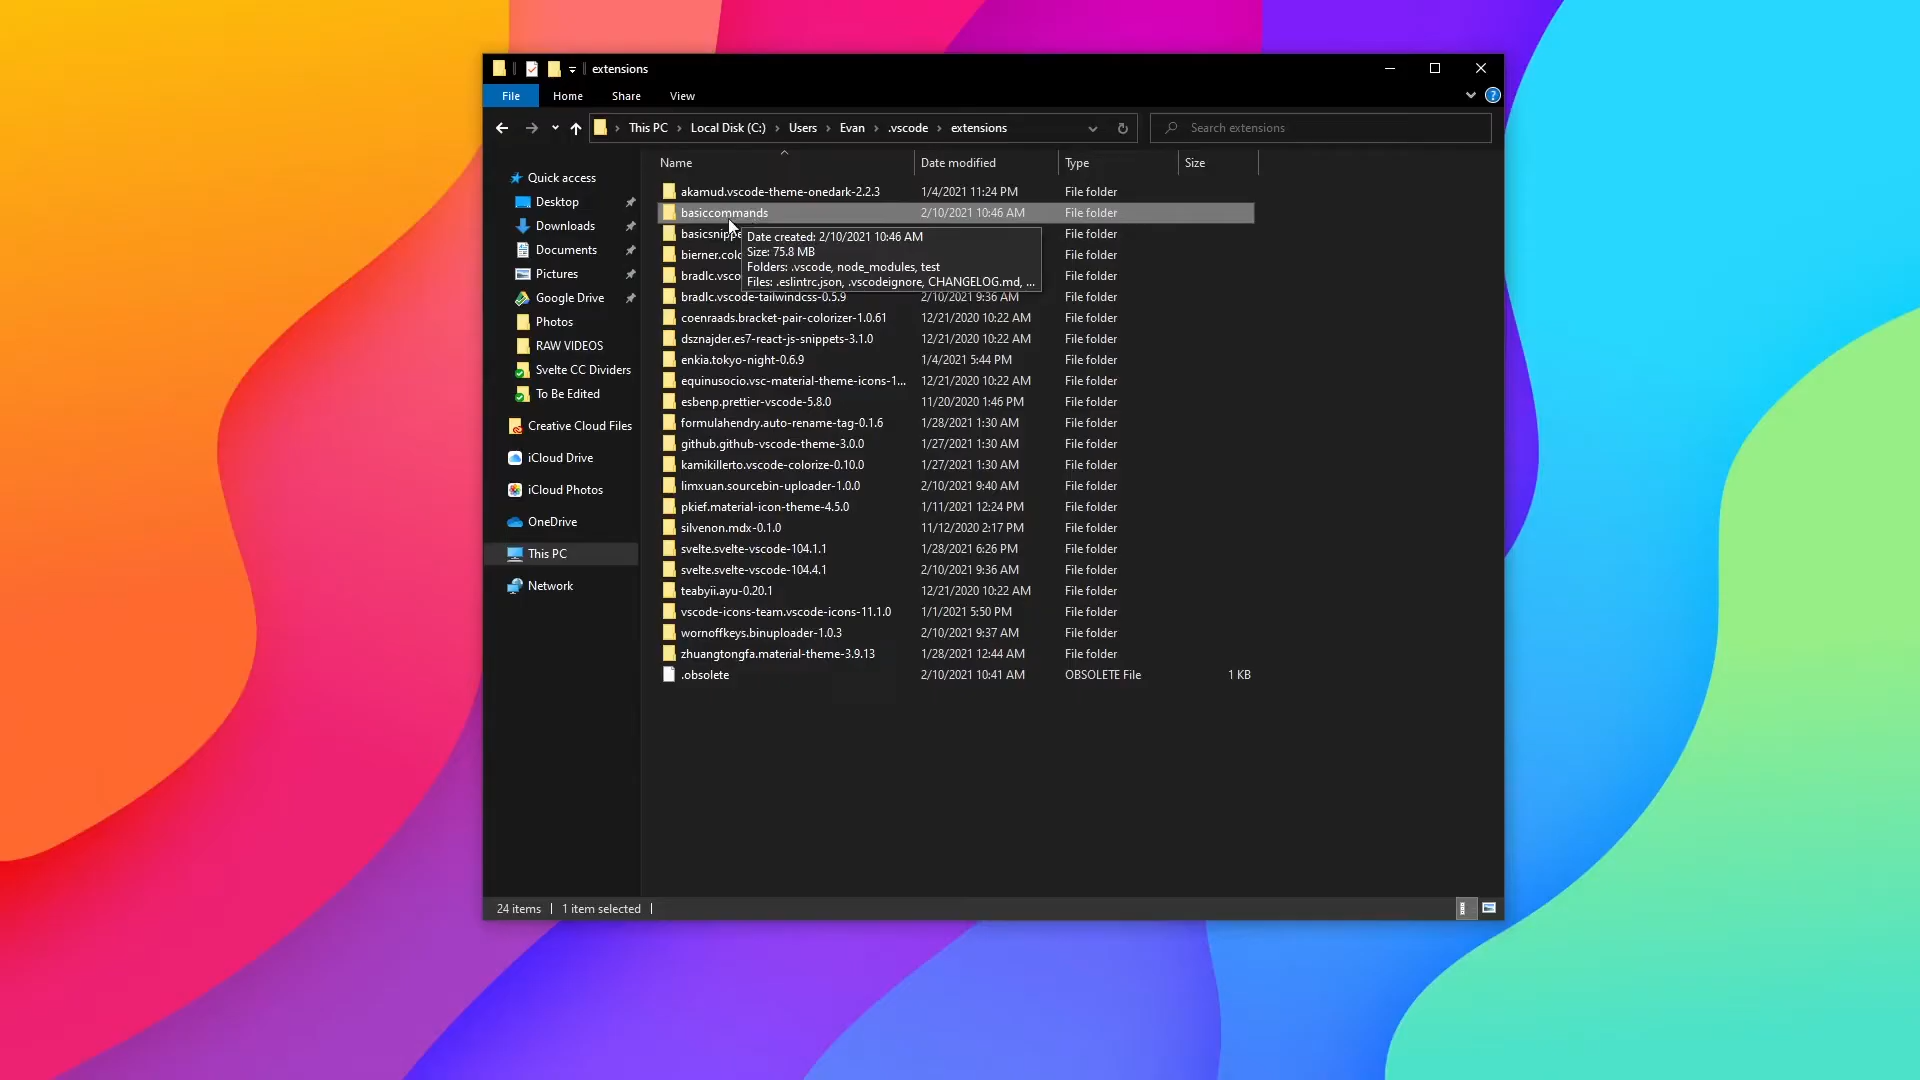 extensions
File Home Share View
This PC Local Disk (C:) Users Evan .vscode extensions
Search extensions
Quick access
Desktop
Downloads
Documents
Pictures
Google Drive
Photos
RAW VIDEOS
Svelte CC Dividers
To Be Edited
Creative Cloud Files
iCloud Drive
iCloud Photos
OneDrive
This PC
Network
Name Date modified Type Size
akamud.vscode-theme-onedark-2.2.3 1/4/2021 11:24 PM File folder
basiccommands 2/10/2021 10:46 AM File folder
basicsnippe File folder
bierner.colo File folder
bradlc.vsco File folder
Date created: 2/10/2021 10:46 AM
Size: 75.8 MB
Folders: .vscode, node_modules, test
Files: .eslintrc.json, .vscodeignore, CHANGELOG.md, ...
bradlc.vscode-tailwindcss-0.5.9 2/10/2021 9:36 AM File folder
coenraads.bracket-pair-colorizer-1.0.61 12/21/2020 10:22 AM File folder
dsznajder.es7-react-js-snippets-3.1.0 12/21/2020 10:22 AM File folder
enkia.tokyo-night-0.6.9 1/4/2021 5:44 PM File folder
equinusocio.vsc-material-theme-icons-1... 12/21/2020 10:22 AM File folder
esbenp.prettier-vscode-5.8.0 11/20/2020 1:46 PM File folder
formulahendry.auto-rename-tag-0.1.6 1/28/2021 1:30 AM File folder
github.github-vscode-theme-3.0.0 1/27/2021 1:30 AM File folder
kamikillerto.vscode-colorize-0.10.0 1/27/2021 1:30 AM File folder
limxuan.sourcebin-uploader-1.0.0 2/10/2021 9:40 AM File folder
pkief.material-icon-theme-4.5.0 1/11/2021 12:24 PM File folder
silvenon.mdx-0.1.0 11/12/2020 2:17 PM File folder
svelte.svelte-vscode-104.1.1 1/28/2021 6:26 PM File folder
svelte.svelte-vscode-104.4.1 2/10/2021 9:36 AM File folder
teabyii.ayu-0.20.1 12/21/2020 10:22 AM File folder
vscode-icons-team.vscode-icons-11.1.0 1/1/2021 5:50 PM File folder
wornoffkeys.binuploader-1.0.3 2/10/2021 9:37 AM File folder
zhuangtongfa.material-theme-3.9.13 1/28/2021 12:44 AM File folder
.obsolete 2/10/2021 10:41 AM OBSOLETE File 1 KB
24 items 1 item selected